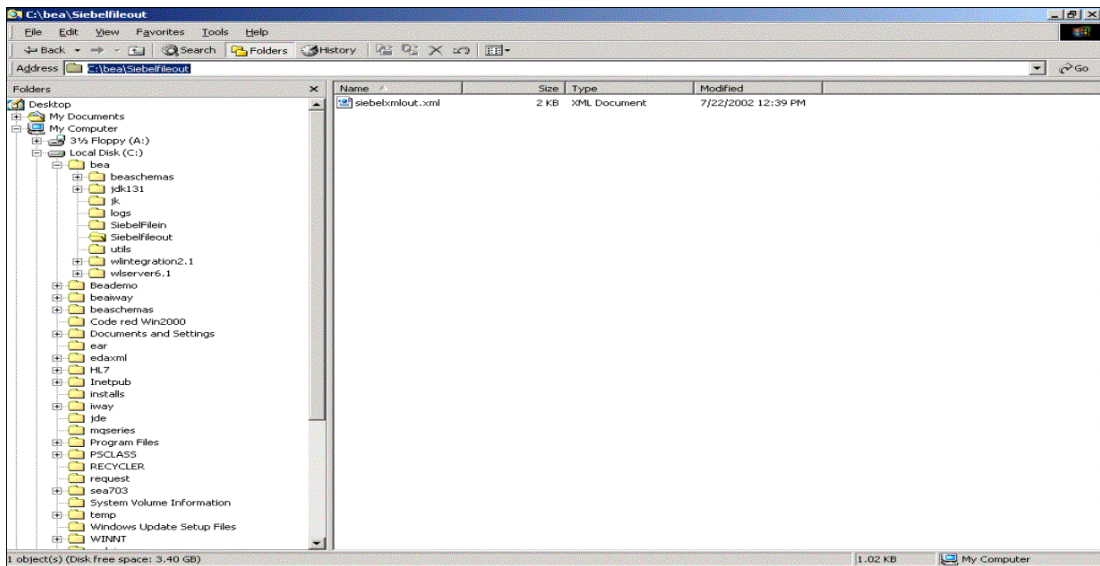 C:\bea\Siebelfileout
File Edit View Favorites Tools Help
Back Search Folders History
Address C:\bea\Siebelfileout Go
Folders Name Size Type Modified
Desktop siebelxmlout.xml 2 KB XML Document 7/22/2002 12:39 PM
My Documents
My Computer
3½ Floppy (A:)
Local Disk (C:)
bea
beaschemas
jdk131
jk
logs
SiebelFilein
Siebelfileout
utils
wlintegration2.1
wlserver6.1
Beademo
beaiway
beaschemas
Code red Win2000
Documents and Settings
ear
edaxml
HL7
Inetpub
installs
iway
jde
mqseries
Program Files
PSCLASS
RECYCLER
request
sea703
System Volume Information
temp
Windows Update Setup Files
WINNT
1 object(s) (Disk free space: 3.40 GB) 1.02 KB My Computer